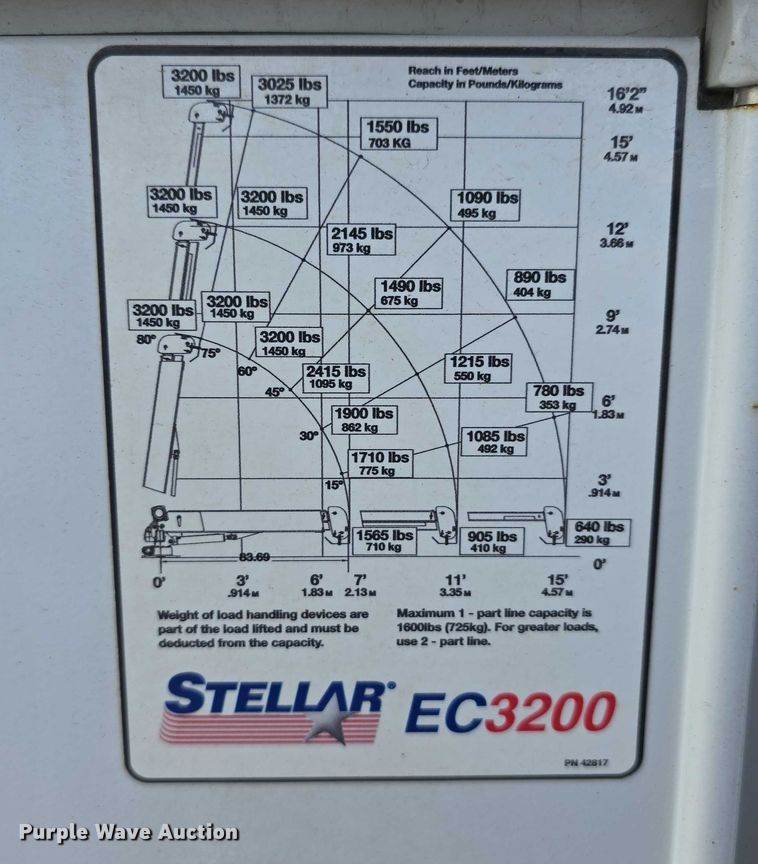 Reach in Feet/Meters
Capacity in Pounds/Kilograms
3200 lbs
1450 kg
3025 lbs
1372 kg
16'2"
4.92 M
1550 lbs
703 KG
15'
4.57 M
3200 lbs
1450 kg
3200 lbs
1450 kg
1090 lbs
495 kg
2145 lbs
973 kg
12'
3.66 M
1490 lbs
675 kg
890 lbs
404 kg
3200 lbs
1450 kg
3200 lbs
1450 kg
9'
2.74 M
80°
75°
3200 lbs
1450 kg
60°
2415 lbs
1095 kg
1215 lbs
550 kg
45°
780 lbs
353 kg
6'
1.83 M
1900 lbs
862 kg
30°
1085 lbs
492 kg
1710 lbs
775 kg
15°
3'
.914 M
1565 lbs
710 kg
905 lbs
410 kg
640 lbs
290 kg
83.69
0'
0'
3'
.914 M
6'
1.83 M
7'
2.13 M
11'
3.35 M
15'
4.57 M
Weight of load handling devices are
part of the load lifted and must be
deducted from the capacity.
Maximum 1 - part line capacity is
1600lbs (725kg). For greater loads,
use 2 - part line.
STELLAR®
EC3200
PN 42817
Purple Wave Auction